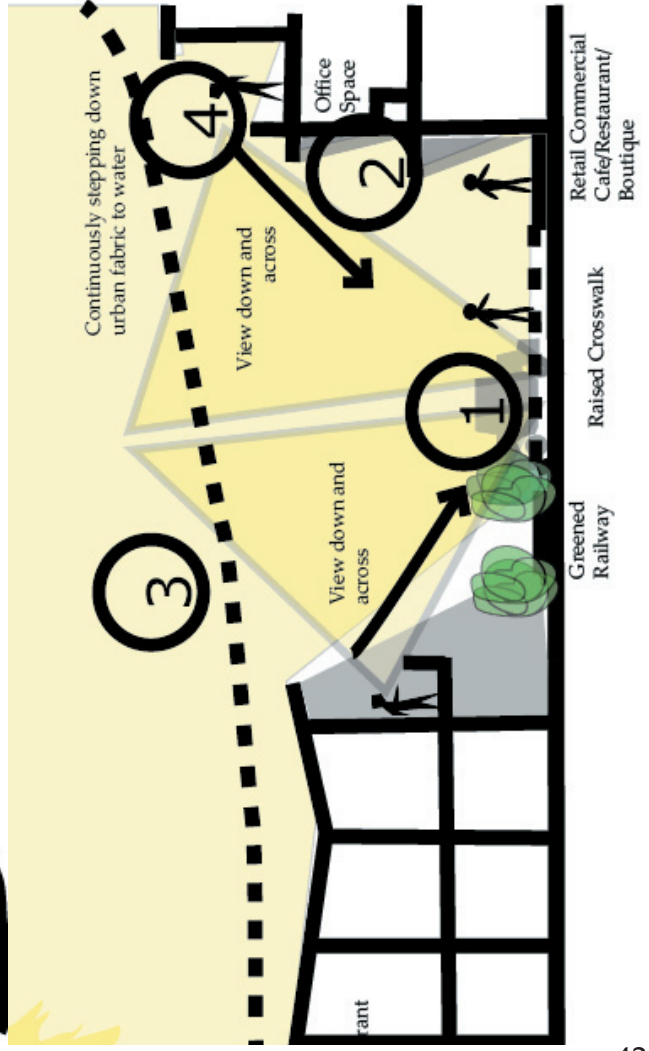 Continuously stepping down
urban fabric to water
4
Office
Space
2
View down and
across
Retail Commercial
Cafe/Restaurant/
Boutique
Raised Crosswalk
1
View down and
across
3
Greened
Railway
rant